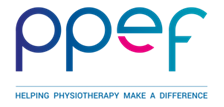 ppef
HELPING PHYSIOTHERAPY MAKE A DIFFERENCE